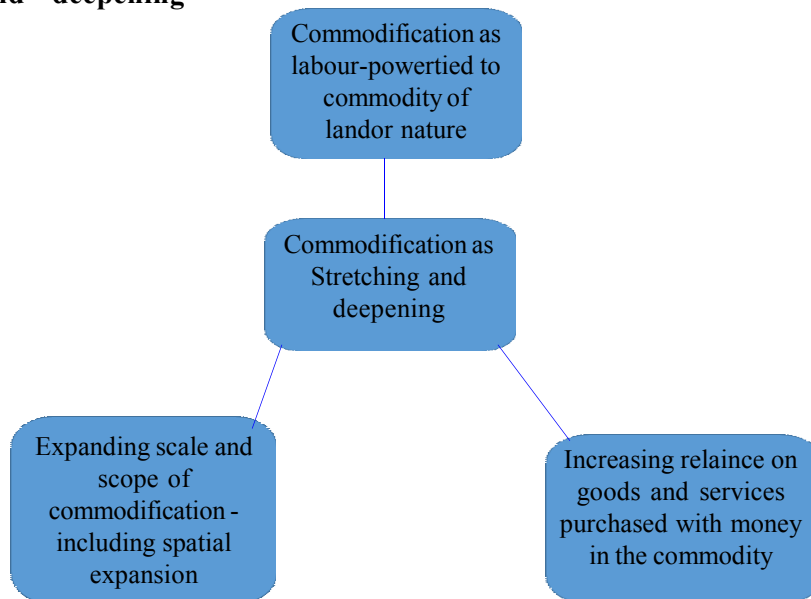 deepening
Commodification as
labour-powertied to
commodity of
landor nature
Commodification as
Stretching and
deepening
Expanding scale and
scope of
commodification -
including spatial
expansion
Increasing relaince on
goods and services
purchased with money
in the commodity